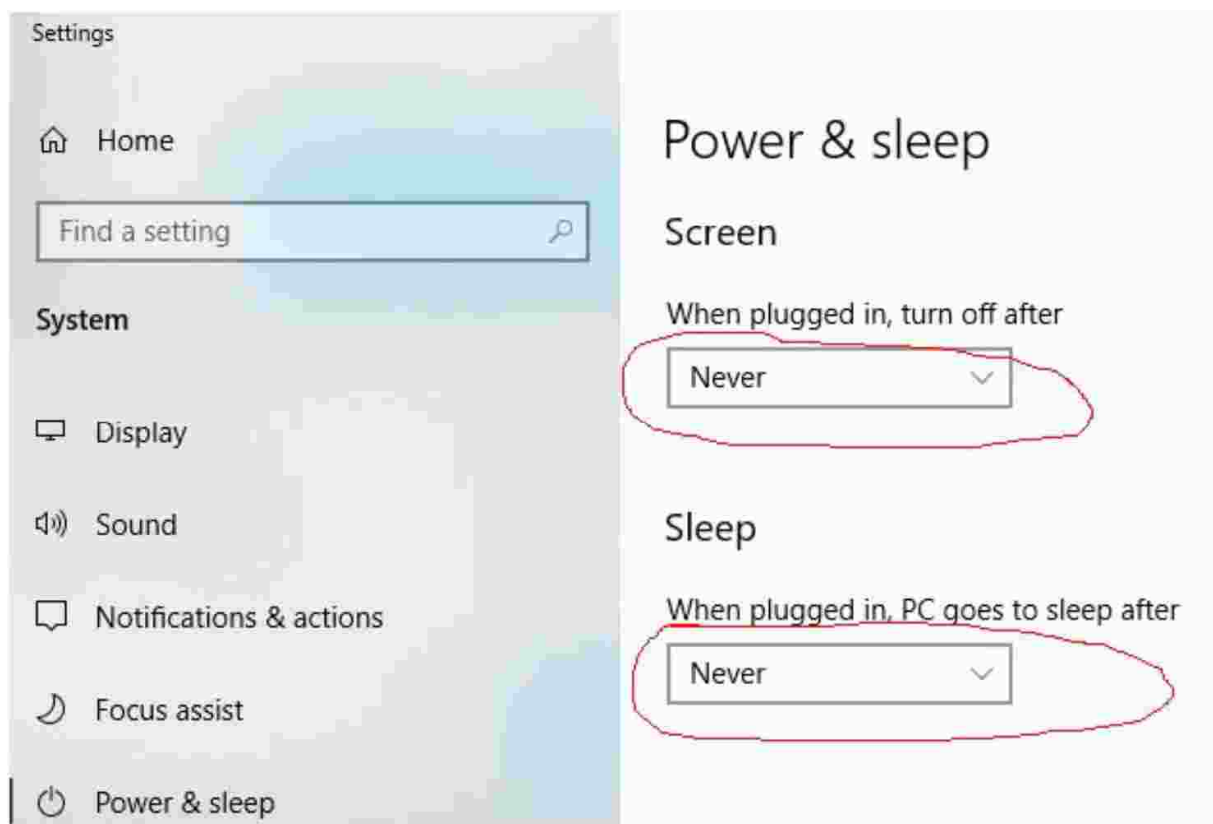 Settings
Home
Find a setting
System
Display
Sound
Notifications & actions
Focus assist
Power & sleep
Power & sleep
Screen
When plugged in, turn off after
Never
Sleep
When plugged in, PC goes to sleep after
Never